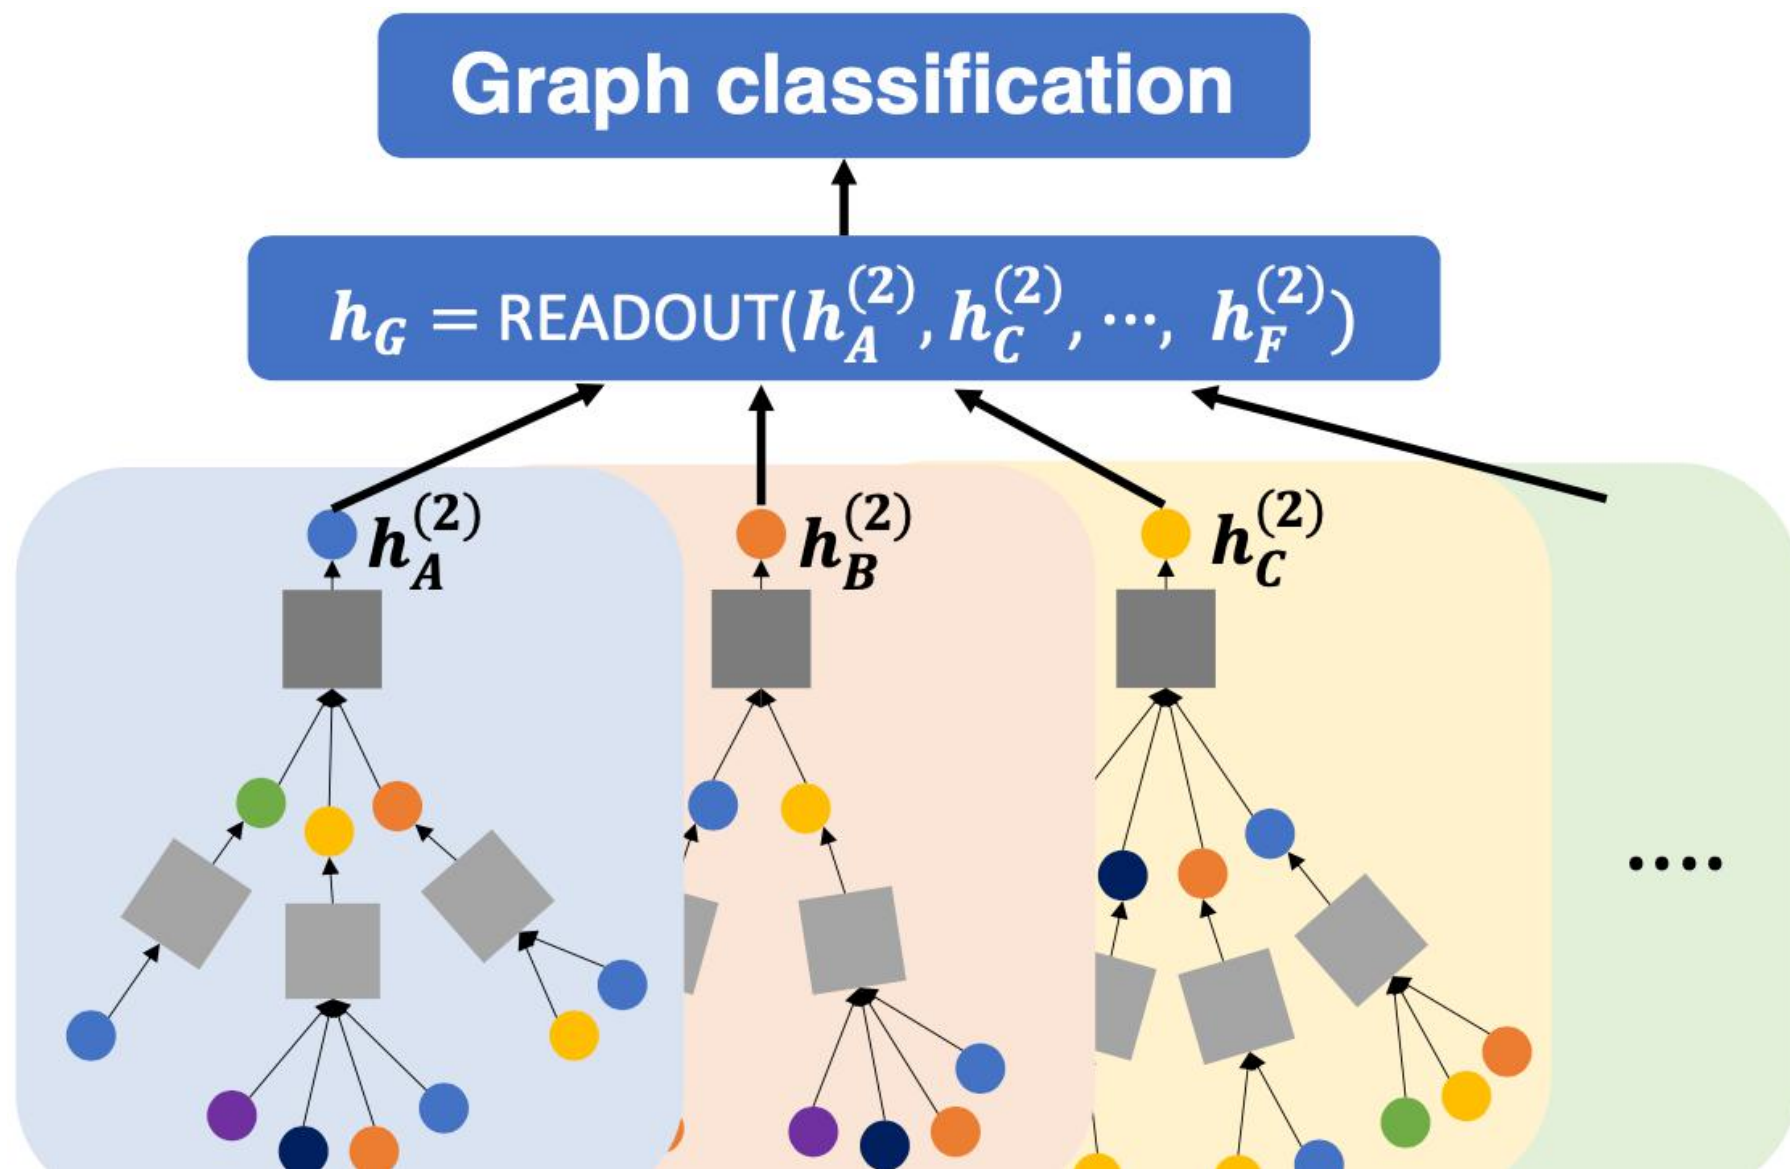 Graph classification
h_G = READOUT(h_A^(2), h_C^(2), ⋯, h_F^(2))
h_A^(2) h_B^(2) h_C^(2)
....